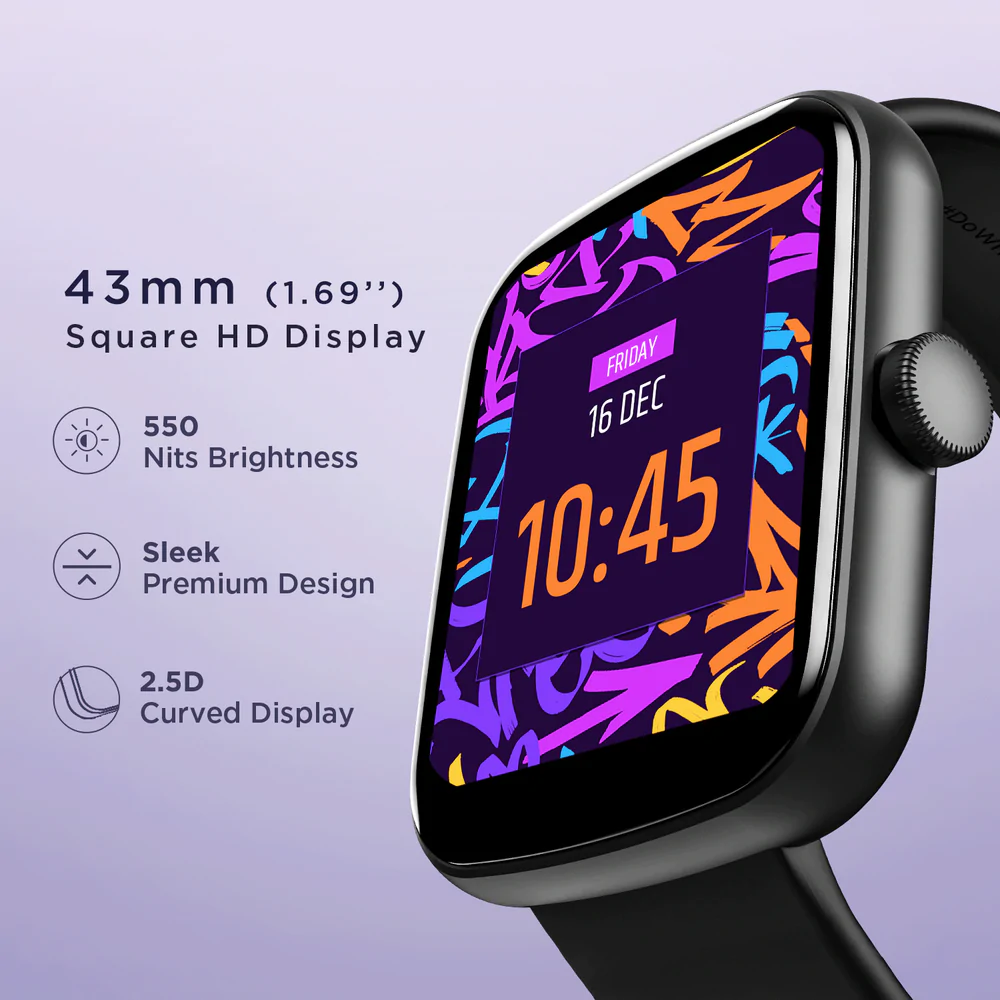 43mm (1.69’’)
Square HD Display
550
Nits Brightness
Sleek
Premium Design
2.5D
Curved Display
FRIDAY
16 DEC
10:45